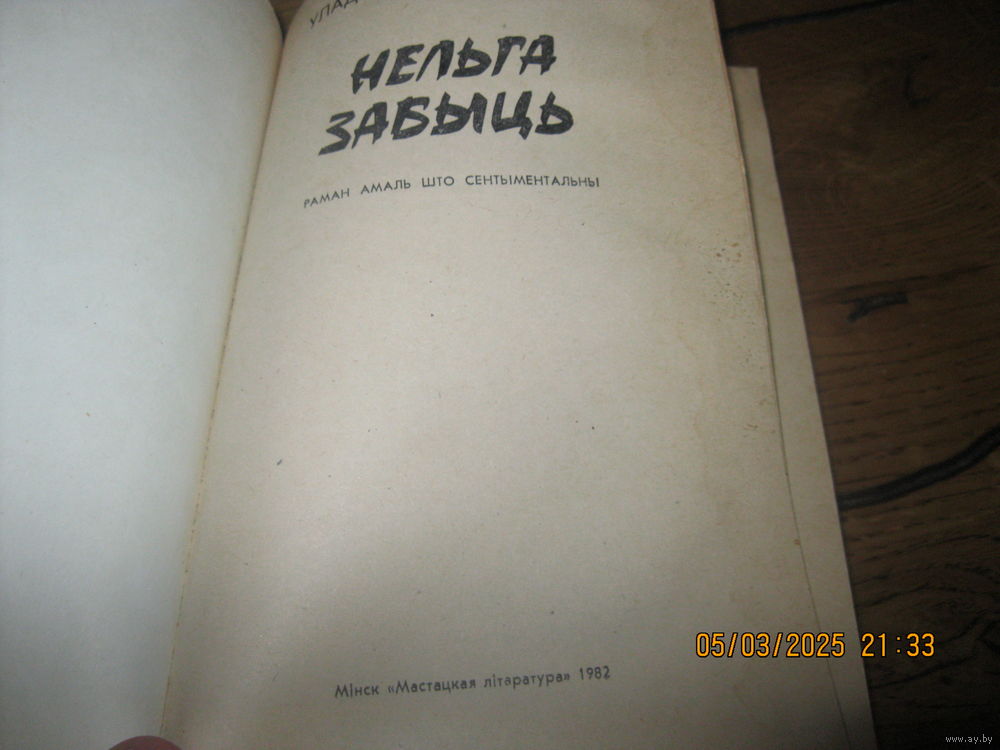 НЕЛЬГА
ЗАБЫЦЬ
РАМАН АМАЛЬ ШТО СЕНТЫМЕНТАЛЬНЫ
Мінск «Мастацкая літаратура» 1982
05/03/2025 21:33
www.ay.by